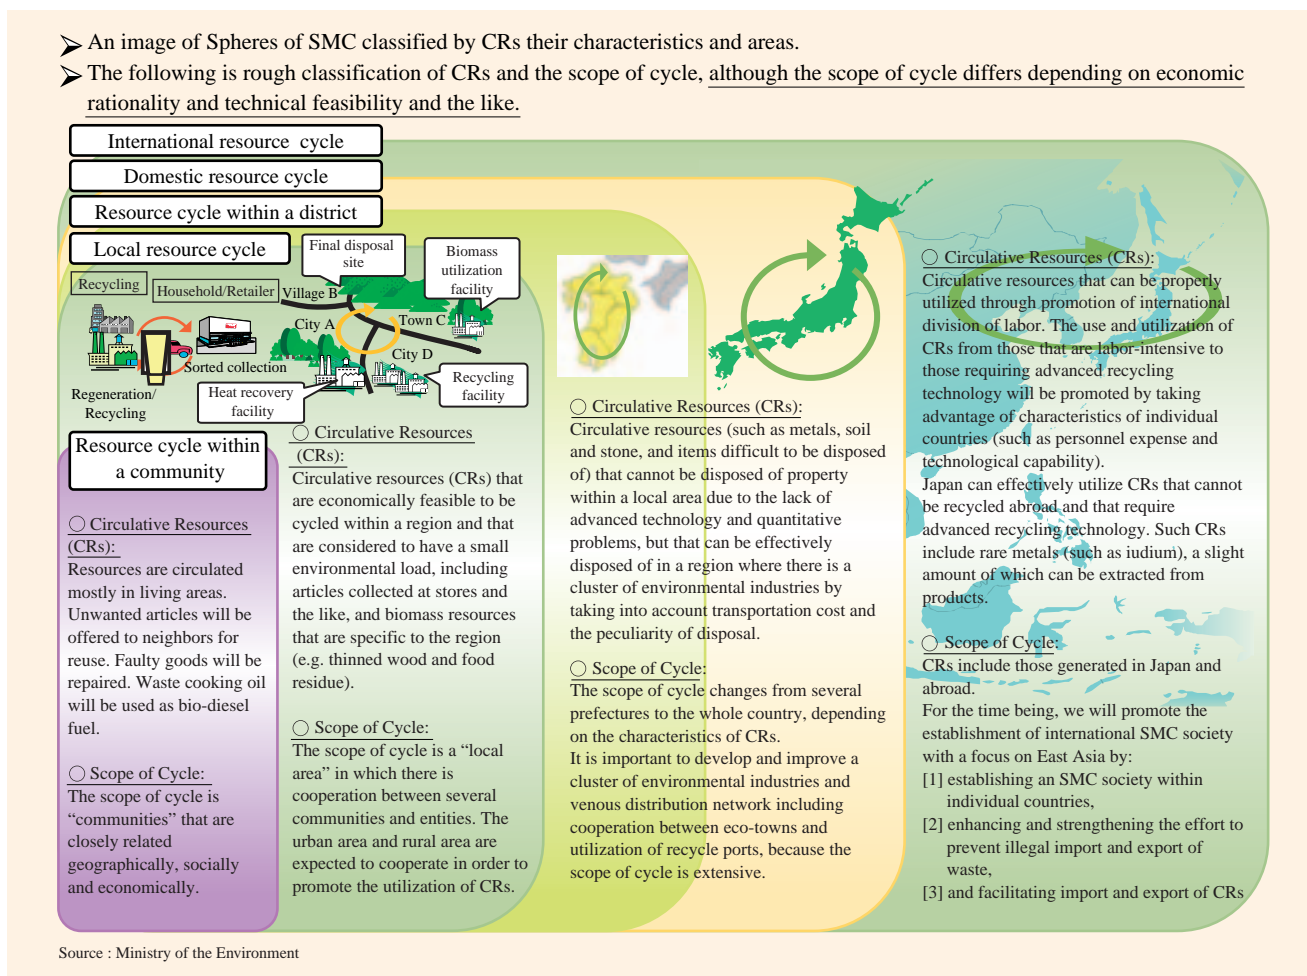 ➢ An image of Spheres of SMC classified by CRs their characteristics and areas.
➢ The following is rough classification of CRs and the scope of cycle, although the scope of cycle differs depending on economic
rationality and technical feasibility and the like.
International resource cycle
Domestic resource cycle
Resource cycle within a district
Local resource cycle
Recycling
Household/Retailer
Sorted collection
Regeneration/
Recycling
Final disposal
site
Biomass
utilization
facility
Village B
City A
Town C
City D
Heat recovery
facility
Recycling
facility
Resource cycle within
a community
○ Circulative Resources
(CRs):
Resources are circulated
mostly in living areas.
Unwanted articles will be
offered to neighbors for
reuse. Faulty goods will be
repaired. Waste cooking oil
will be used as bio-diesel
fuel.
○ Scope of Cycle:
The scope of cycle is
“communities” that are
closely related
geographically, socially
and economically.
○ Circulative Resources
(CRs):
Circulative resources (CRs) that
are economically feasible to be
cycled within a region and that
are considered to have a small
environmental load, including
articles collected at stores and
the like, and biomass resources
that are specific to the region
(e.g. thinned wood and food
residue).
○ Scope of Cycle:
The scope of cycle is a “local
area” in which there is
cooperation between several
communities and entities. The
urban area and rural area are
expected to cooperate in order to
promote the utilization of CRs.
○ Circulative Resources (CRs):
Circulative resources (such as metals, soil
and stone, and items difficult to be disposed
of) that cannot be disposed of property
within a local area due to the lack of
advanced technology and quantitative
problems, but that can be effectively
disposed of in a region where there is a
cluster of environmental industries by
taking into account transportation cost and
the peculiarity of disposal.
○ Scope of Cycle:
The scope of cycle changes from several
prefectures to the whole country, depending
on the characteristics of CRs.
It is important to develop and improve a
cluster of environmental industries and
venous distribution network including
cooperation between eco-towns and
utilization of recycle ports, because the
scope of cycle is extensive.
○ Circulative Resources (CRs):
Circulative resources that can be properly
utilized through promotion of international
division of labor. The use and utilization of
CRs from those that are labor-intensive to
those requiring advanced recycling
technology will be promoted by taking
advantage of characteristics of individual
countries (such as personnel expense and
technological capability).
Japan can effectively utilize CRs that cannot
be recycled abroad and that require
advanced recycling technology. Such CRs
include rare metals (such as iudium), a slight
amount of which can be extracted from
products.
○ Scope of Cycle:
CRs include those generated in Japan and
abroad.
For the time being, we will promote the
establishment of international SMC society
with a focus on East Asia by:
[1] establishing an SMC society within
individual countries,
[2] enhancing and strengthening the effort to
prevent illegal import and export of
waste,
[3] and facilitating import and export of CRs
Source : Ministry of the Environment